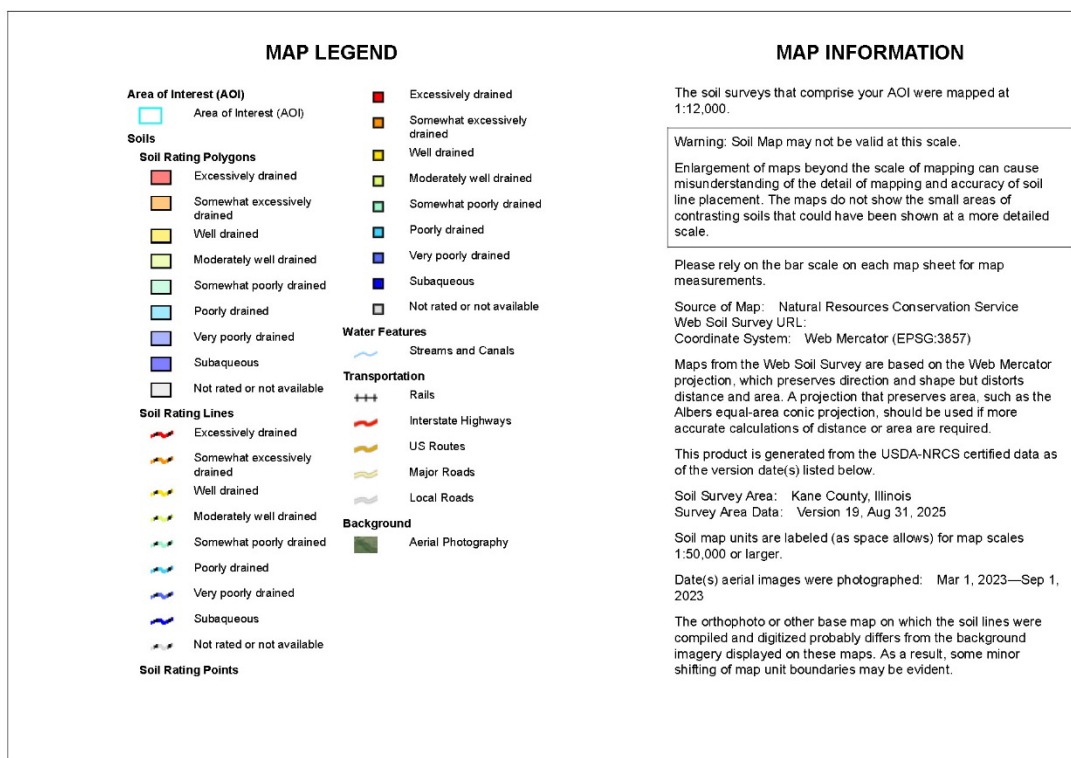 MAP LEGEND
Area of Interest (AOI)
Area of Interest (AOI)
Soils
Soil Rating Polygons
Excessively drained
Somewhat excessively
drained
Well drained
Moderately well drained
Somewhat poorly drained
Poorly drained
Very poorly drained
Subaqueous
Not rated or not available
Soil Rating Lines
Excessively drained
Somewhat excessively
drained
Well drained
Moderately well drained
Somewhat poorly drained
Poorly drained
Very poorly drained
Subaqueous
Not rated or not available
Soil Rating Points
Excessively drained
Somewhat excessively
drained
Well drained
Moderately well drained
Somewhat poorly drained
Poorly drained
Very poorly drained
Subaqueous
Not rated or not available
Water Features
Streams and Canals
Transportation
Rails
Interstate Highways
US Routes
Major Roads
Local Roads
Background
Aerial Photography
MAP INFORMATION
The soil surveys that comprise your AOI were mapped at
1:12,000.
Warning: Soil Map may not be valid at this scale.
Enlargement of maps beyond the scale of mapping can cause
misunderstanding of the detail of mapping and accuracy of soil
line placement. The maps do not show the small areas of
contrasting soils that could have been shown at a more detailed
scale.
Please rely on the bar scale on each map sheet for map
measurements.
Source of Map: Natural Resources Conservation Service
Web Soil Survey URL:
Coordinate System: Web Mercator (EPSG:3857)
Maps from the Web Soil Survey are based on the Web Mercator
projection, which preserves direction and shape but distorts
distance and area. A projection that preserves area, such as the
Albers equal-area conic projection, should be used if more
accurate calculations of distance or area are required.
This product is generated from the USDA-NRCS certified data as
of the version date(s) listed below.
Soil Survey Area: Kane County, Illinois
Survey Area Data: Version 19, Aug 31, 2025
Soil map units are labeled (as space allows) for map scales
1:50,000 or larger.
Date(s) aerial images were photographed: Mar 1, 2023—Sep 1,
2023
The orthophoto or other base map on which the soil lines were
compiled and digitized probably differs from the background
imagery displayed on these maps. As a result, some minor
shifting of map unit boundaries may be evident.